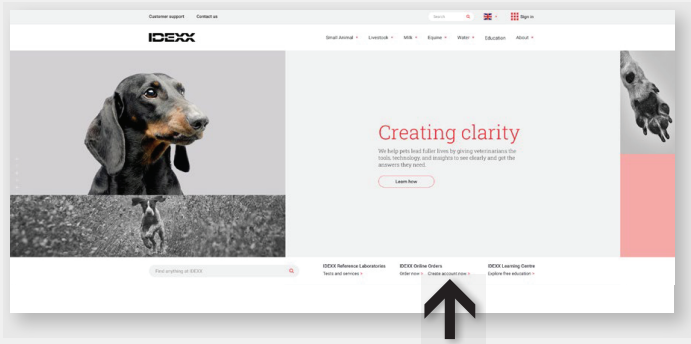 Customer support Contact us Search Sign in
IDEXX
Small Animal Livestock Milk Equine Water Education About
Creating clarity
We help pets lead fuller lives by giving veterinarians the
tools, technology, and insights to see clearly and get the
answers they need.
Learn how
Find anything at IDEXX
IDEXX Reference Laboratories
Tests and services »
IDEXX Online Orders
Order now » Create account now »
IDEXX Learning Centre
Explore free education »